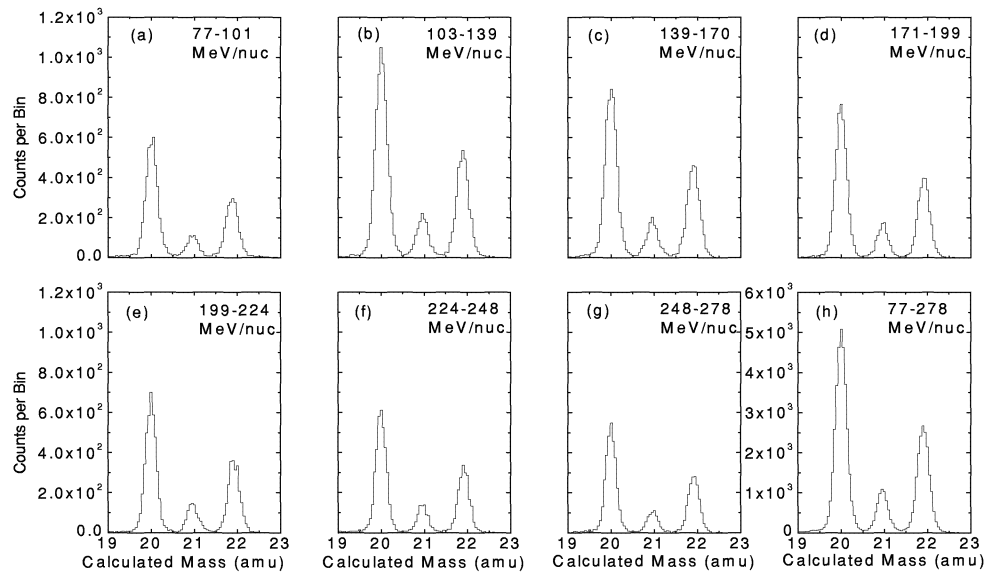 1.2x10³
1.0x10³
8.0x10²
6.0x10²
4.0x10²
2.0x10²
0.0
Counts per Bin
(a) 77-101 MeV/nuc
(b) 103-139 MeV/nuc
(c) 139-170 MeV/nuc
(d) 171-199 MeV/nuc
1.2x10³
1.0x10³
8.0x10²
6.0x10²
4.0x10²
2.0x10²
0.0
Counts per Bin
(e) 199-224 MeV/nuc
(f) 224-248 MeV/nuc
(g) 248-278 MeV/nuc
6x10³
5x10³
4x10³
3x10³
2x10³
1x10³
0
(h) 77-278 MeV/nuc
19 20 21 22 23
19 20 21 22 23
19 20 21 22
19 20 21 22 23
Calculated Mass (amu)
Calculated Mass (amu)
Calculated Mass (amu)
Calculated Mass (amu)